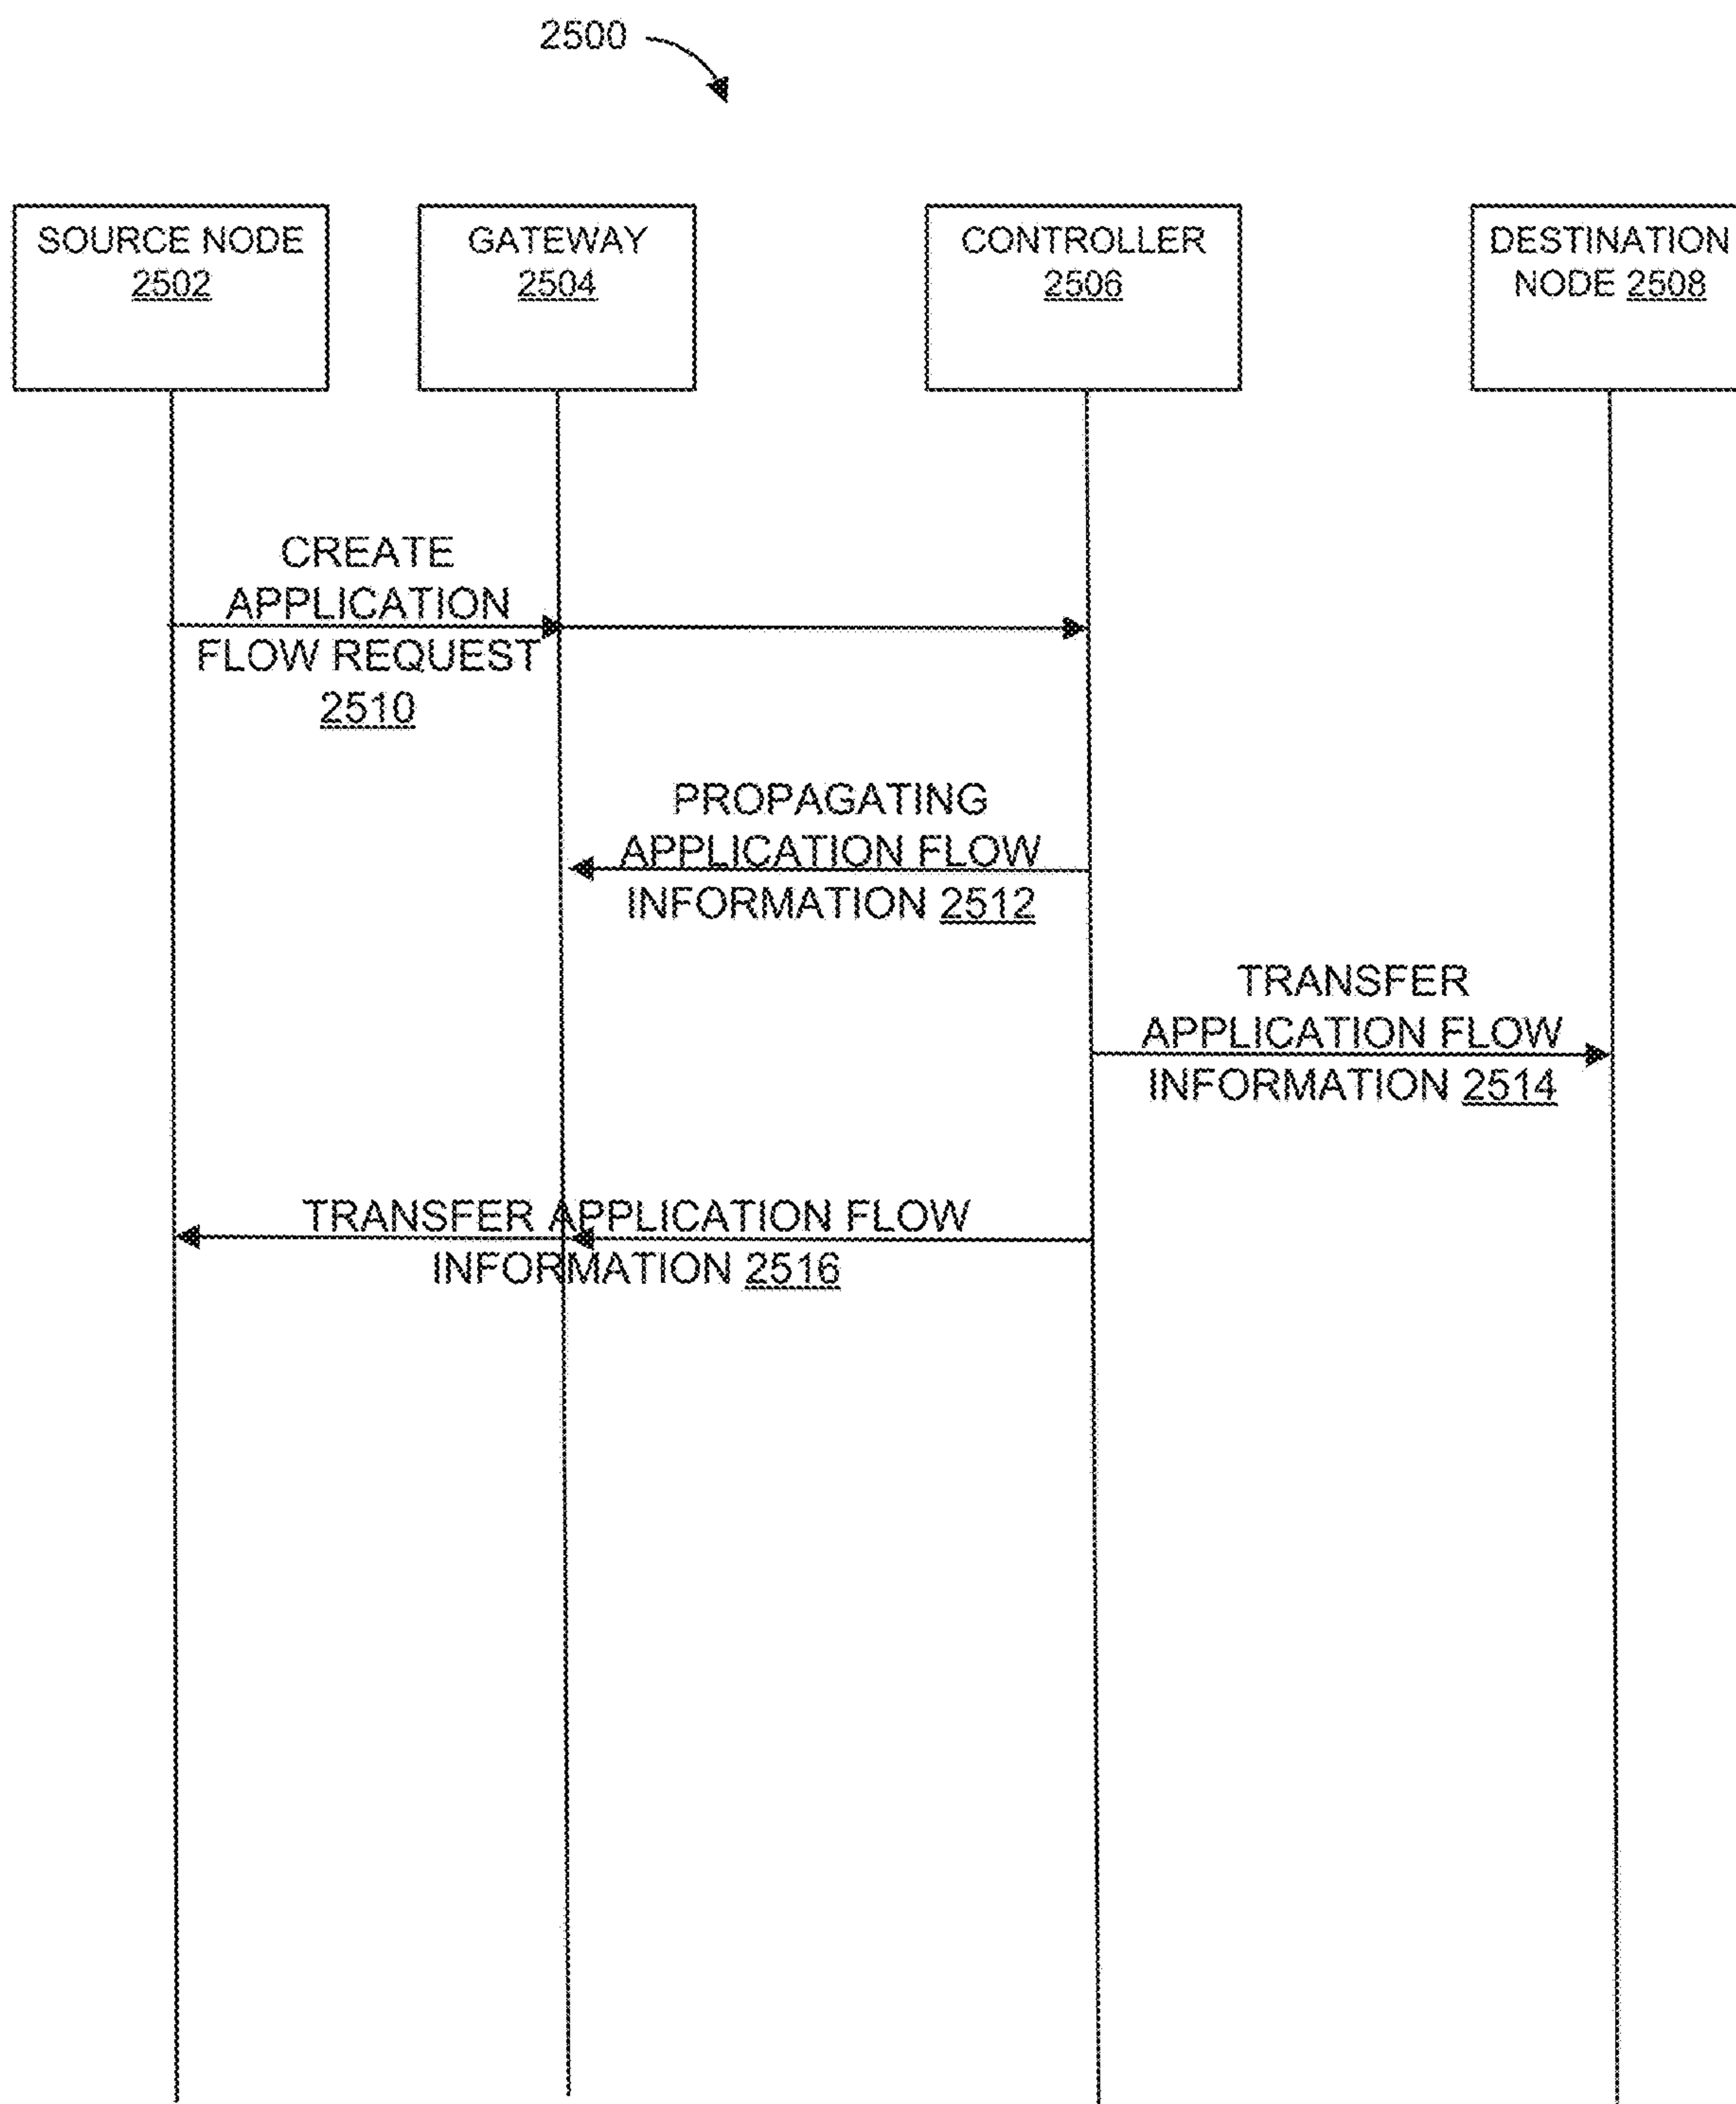 2500
SOURCE NODE
2502
GATEWAY
2504
CONTROLLER
2506
DESTINATION
NODE 2508
CREATE
APPLICATION
FLOW REQUEST
2510
PROPAGATING
APPLICATION FLOW
INFORMATION 2512
TRANSFER
APPLICATION FLOW
INFORMATION 2514
TRANSFER APPLICATION FLOW
INFORMATION 2516